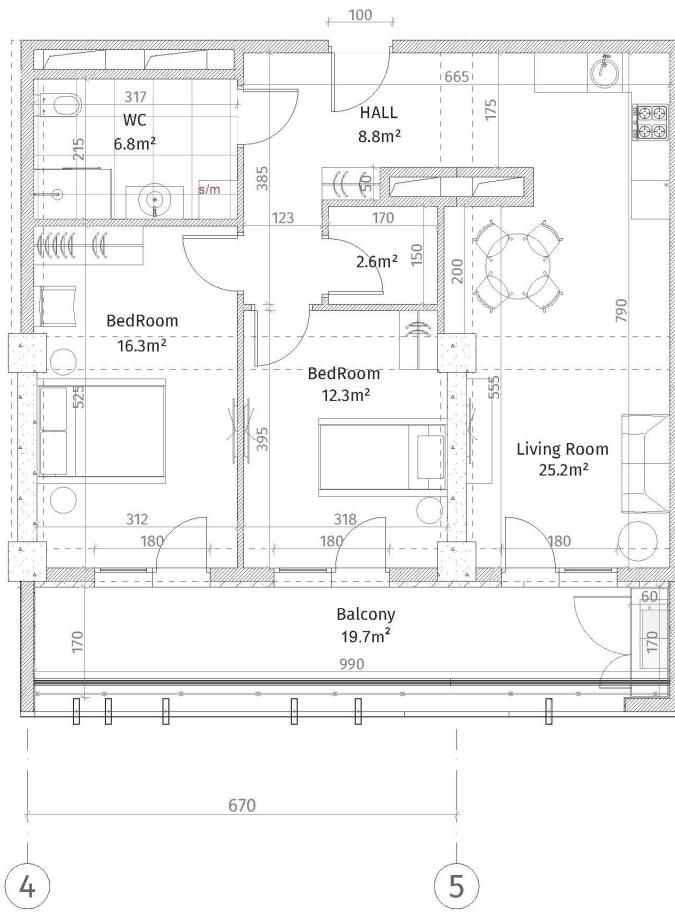 100
665
317
WC
6.8m²
215
HALL
8.8m²
175
s/m
385
50
123
170
2.6m²
150
200
790
BedRoom
16.3m²
BedRoom
12.3m²
525
395
555
Living Room
25.2m²
312
318
180
180
180
Balcony
19.7m²
60
170
170
990
670
4
5